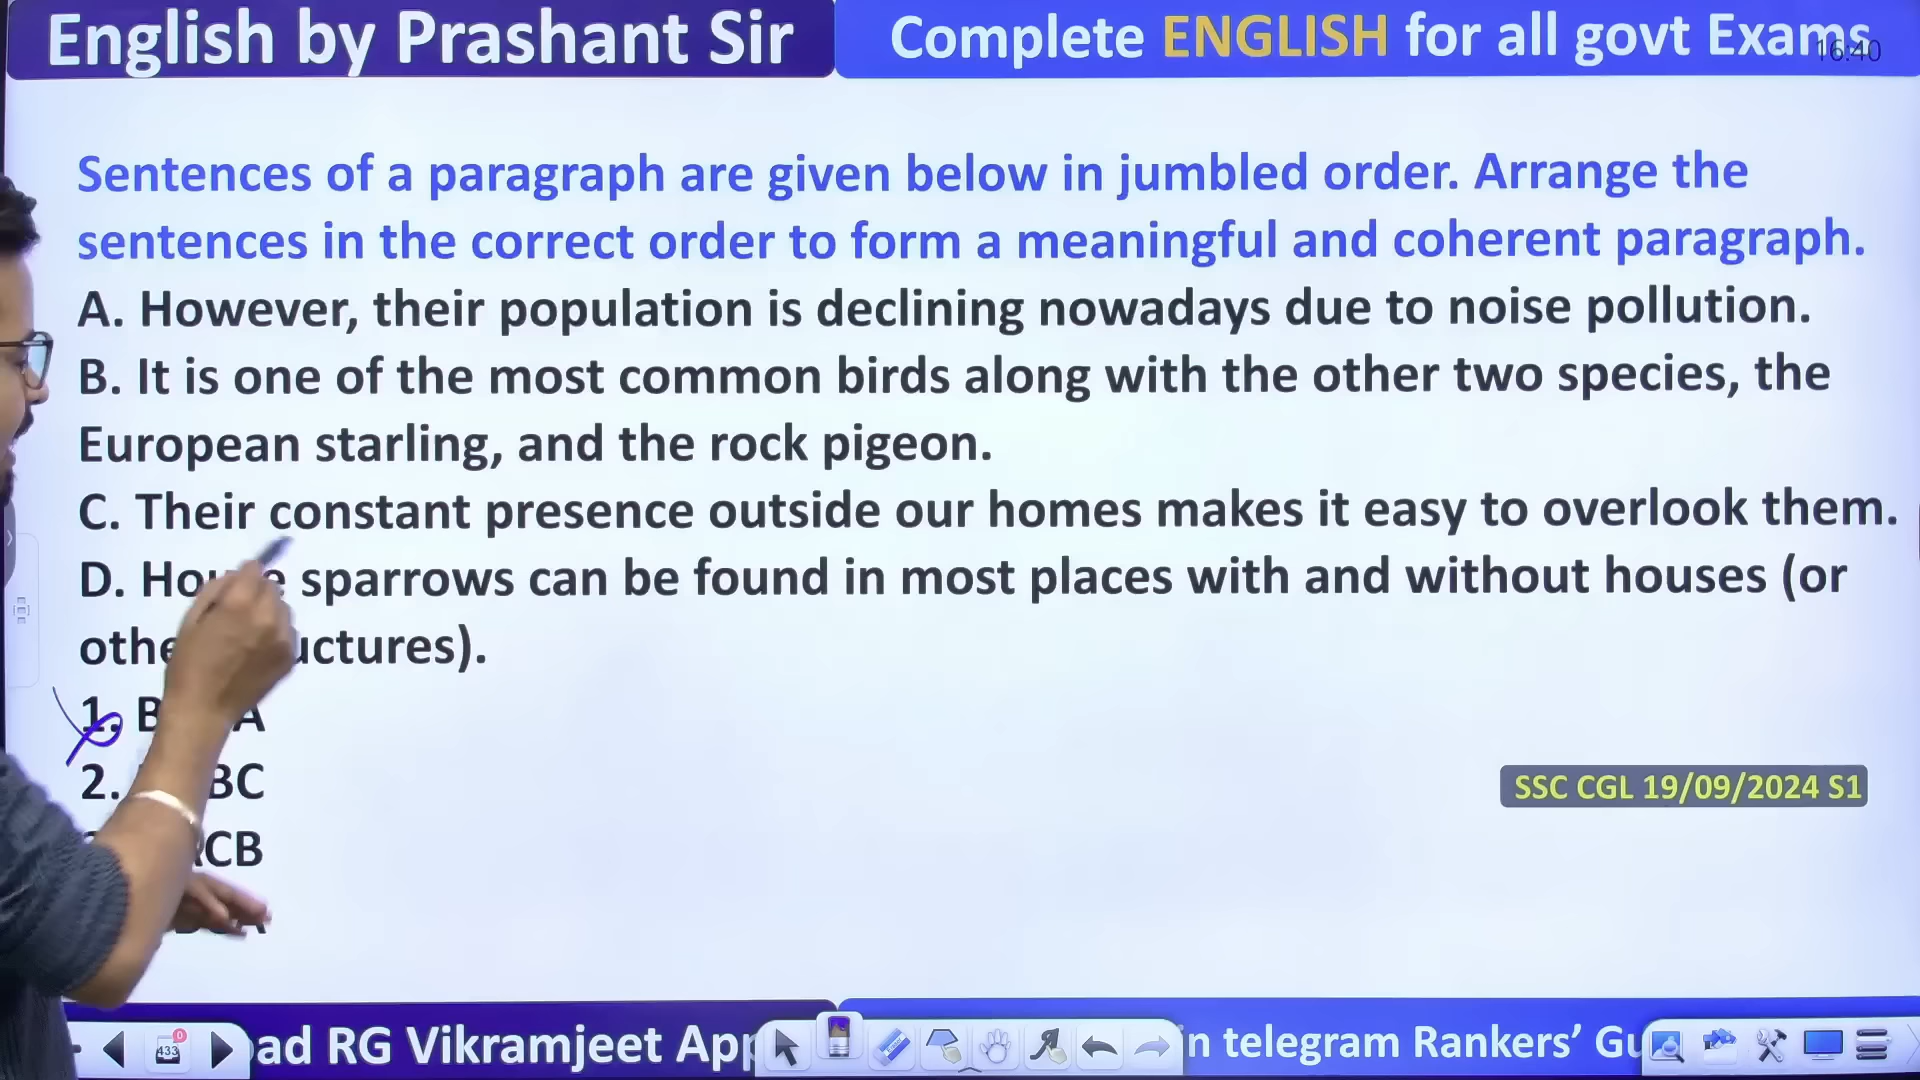 English by Prashant Sir
Complete ENGLISH for all govt Exams
16:40
Sentences of a paragraph are given below in jumbled order. Arrange the
sentences in the correct order to form a meaningful and coherent paragraph.
A. However, their population is declining nowadays due to noise pollution.
B. It is one of the most common birds along with the other two species, the
European starling, and the rock pigeon.
C. Their constant presence outside our homes makes it easy to overlook them.
D. sparrows can be found in most places with and without houses (or
1. B A
2. BC
CB
SSC CGL 19/09/2024 S1
433
0
RG Vikramjeet App
telegram Rankers’